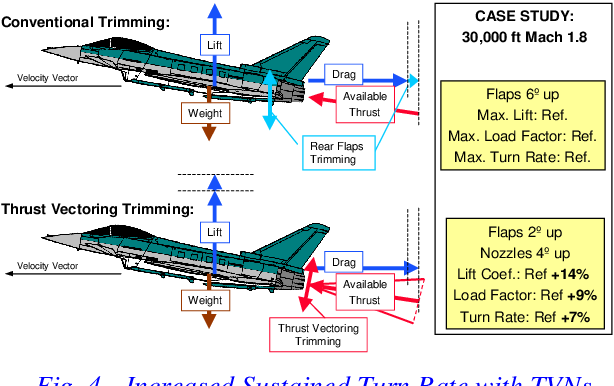 Conventional Trimming:
Lift
Drag
Velocity Vector
Weight
Available
Thrust
Rear Flaps
Trimming
CASE STUDY:
30,000 ft Mach 1.8
Flaps 6º up
Max. Lift: Ref.
Max. Load Factor: Ref.
Max. Turn Rate: Ref.
Thrust Vectoring Trimming:
Lift
Drag
Velocity Vector
Weight
Available
Thrust
Thrust Vectoring
Trimming
Flaps 2º up
Nozzles 4º up
Lift Coef.: Ref +14%
Load Factor: Ref +9%
Turn Rate: Ref +7%
Fig. 4 Increased Sustained Turn Rate with TVNs